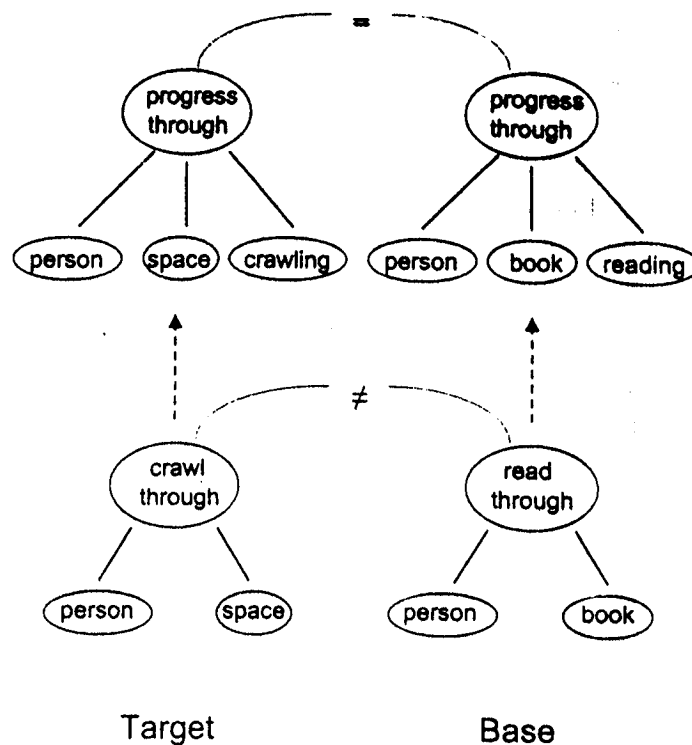 =
progress through
progress through
person space crawling
person book reading
≠
crawl through
read through
person space
person book
Target Base